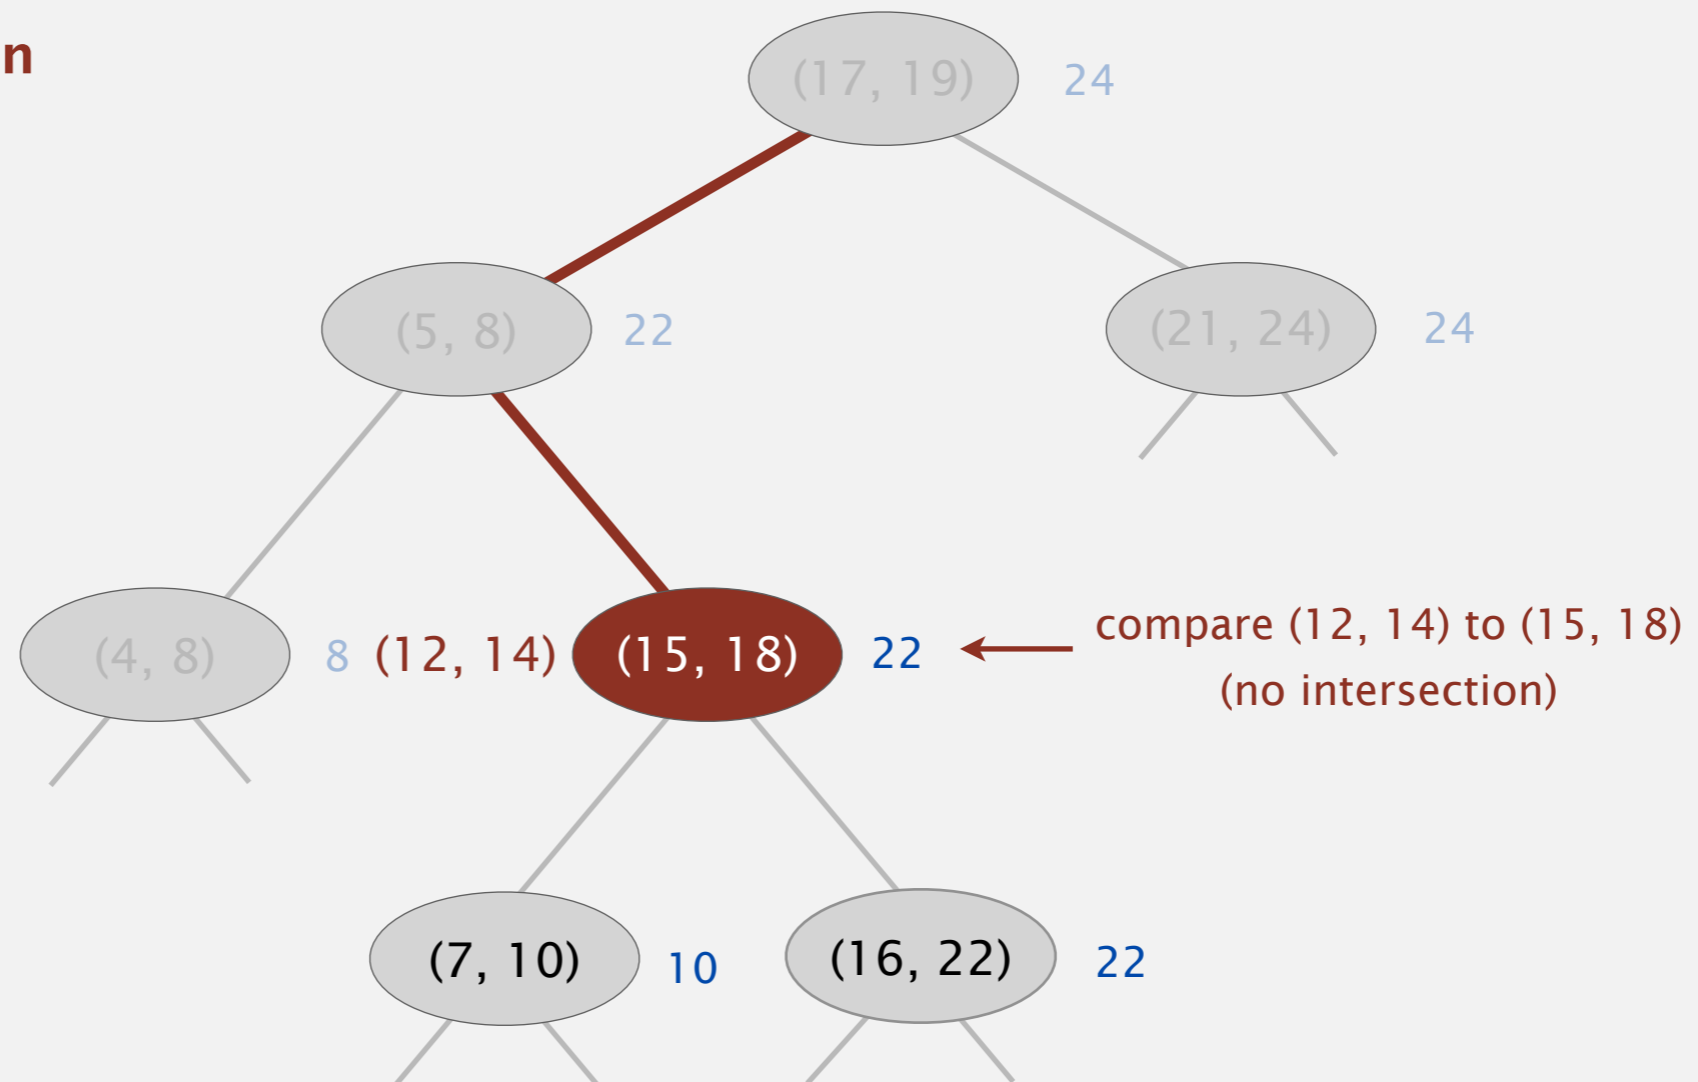 n
(17, 19) 24
(5, 8) 22
(21, 24) 24
(4, 8) 8
(12, 14) (15, 18) 22
compare (12, 14) to (15, 18)
(no intersection)
(7, 10) 10
(16, 22) 22